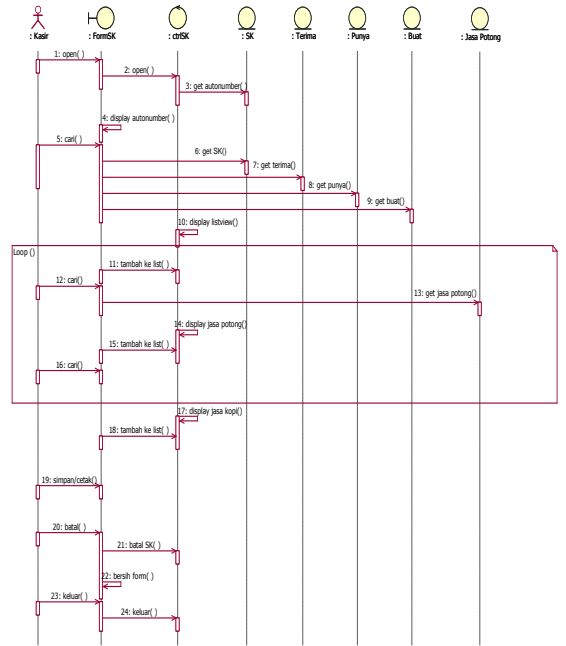 : Kasir : FormSK : ctrlSK : SK : Terima : Punya : Buat : Jasa Potong
1: open( )
2: open( )
3: get autonumber( )
4: display autonumber( )
5: cari( )
6: get SK()
7: get terima()
8: get punya()
9: get buat()
10: display listview()
Loop ()
11: tambah ke list( )
12: cari()
13: get jasa potong()
14: display jasa potong()
15: tambah ke list( )
16: cari()
17: display jasa kopi()
18: tambah ke list( )
19: simpan/cetak()
20: batal( )
21: batal SK( )
22: bersih form( )
23: keluar( )
24: keluar( )